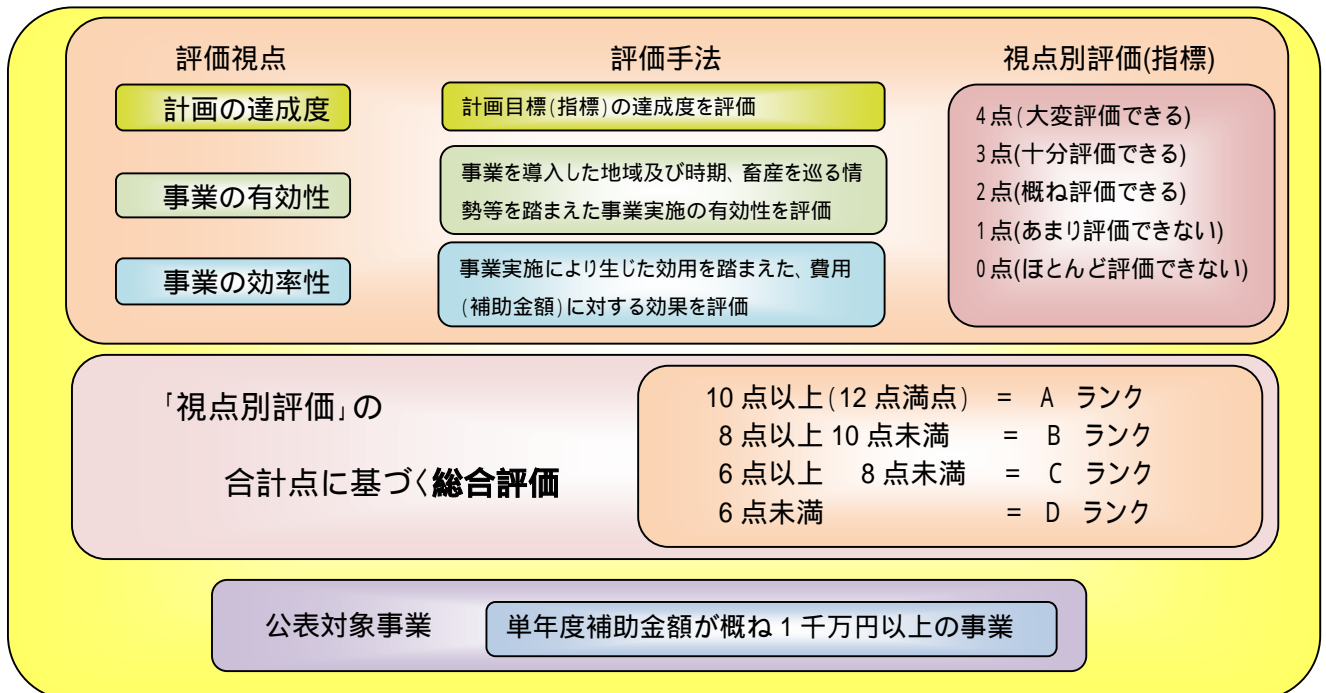 評価視点 評価手法 視点別評価(指標)
計画の達成度
計画目標(指標)の達成度を評価
事業の有効性
事業を導入した地域及び時期、畜産を巡る情
勢等を踏まえた事業実施の有効性を評価
事業の効率性
事業実施により生じた効用を踏まえた、費用
(補助金額)に対する効果を評価
4点(大変評価できる)
3点(十分評価できる)
2点(概ね評価できる)
1点(あまり評価できない)
0点(ほとんど評価できない)
「視点別評価」の
合計点に基づく総合評価
10点以上(12点満点) = A ランク
8点以上10点未満 = B ランク
6点以上 8点未満 = C ランク
6点未満 = D ランク
公表対象事業 単年度補助金額が概ね1千万円以上の事業